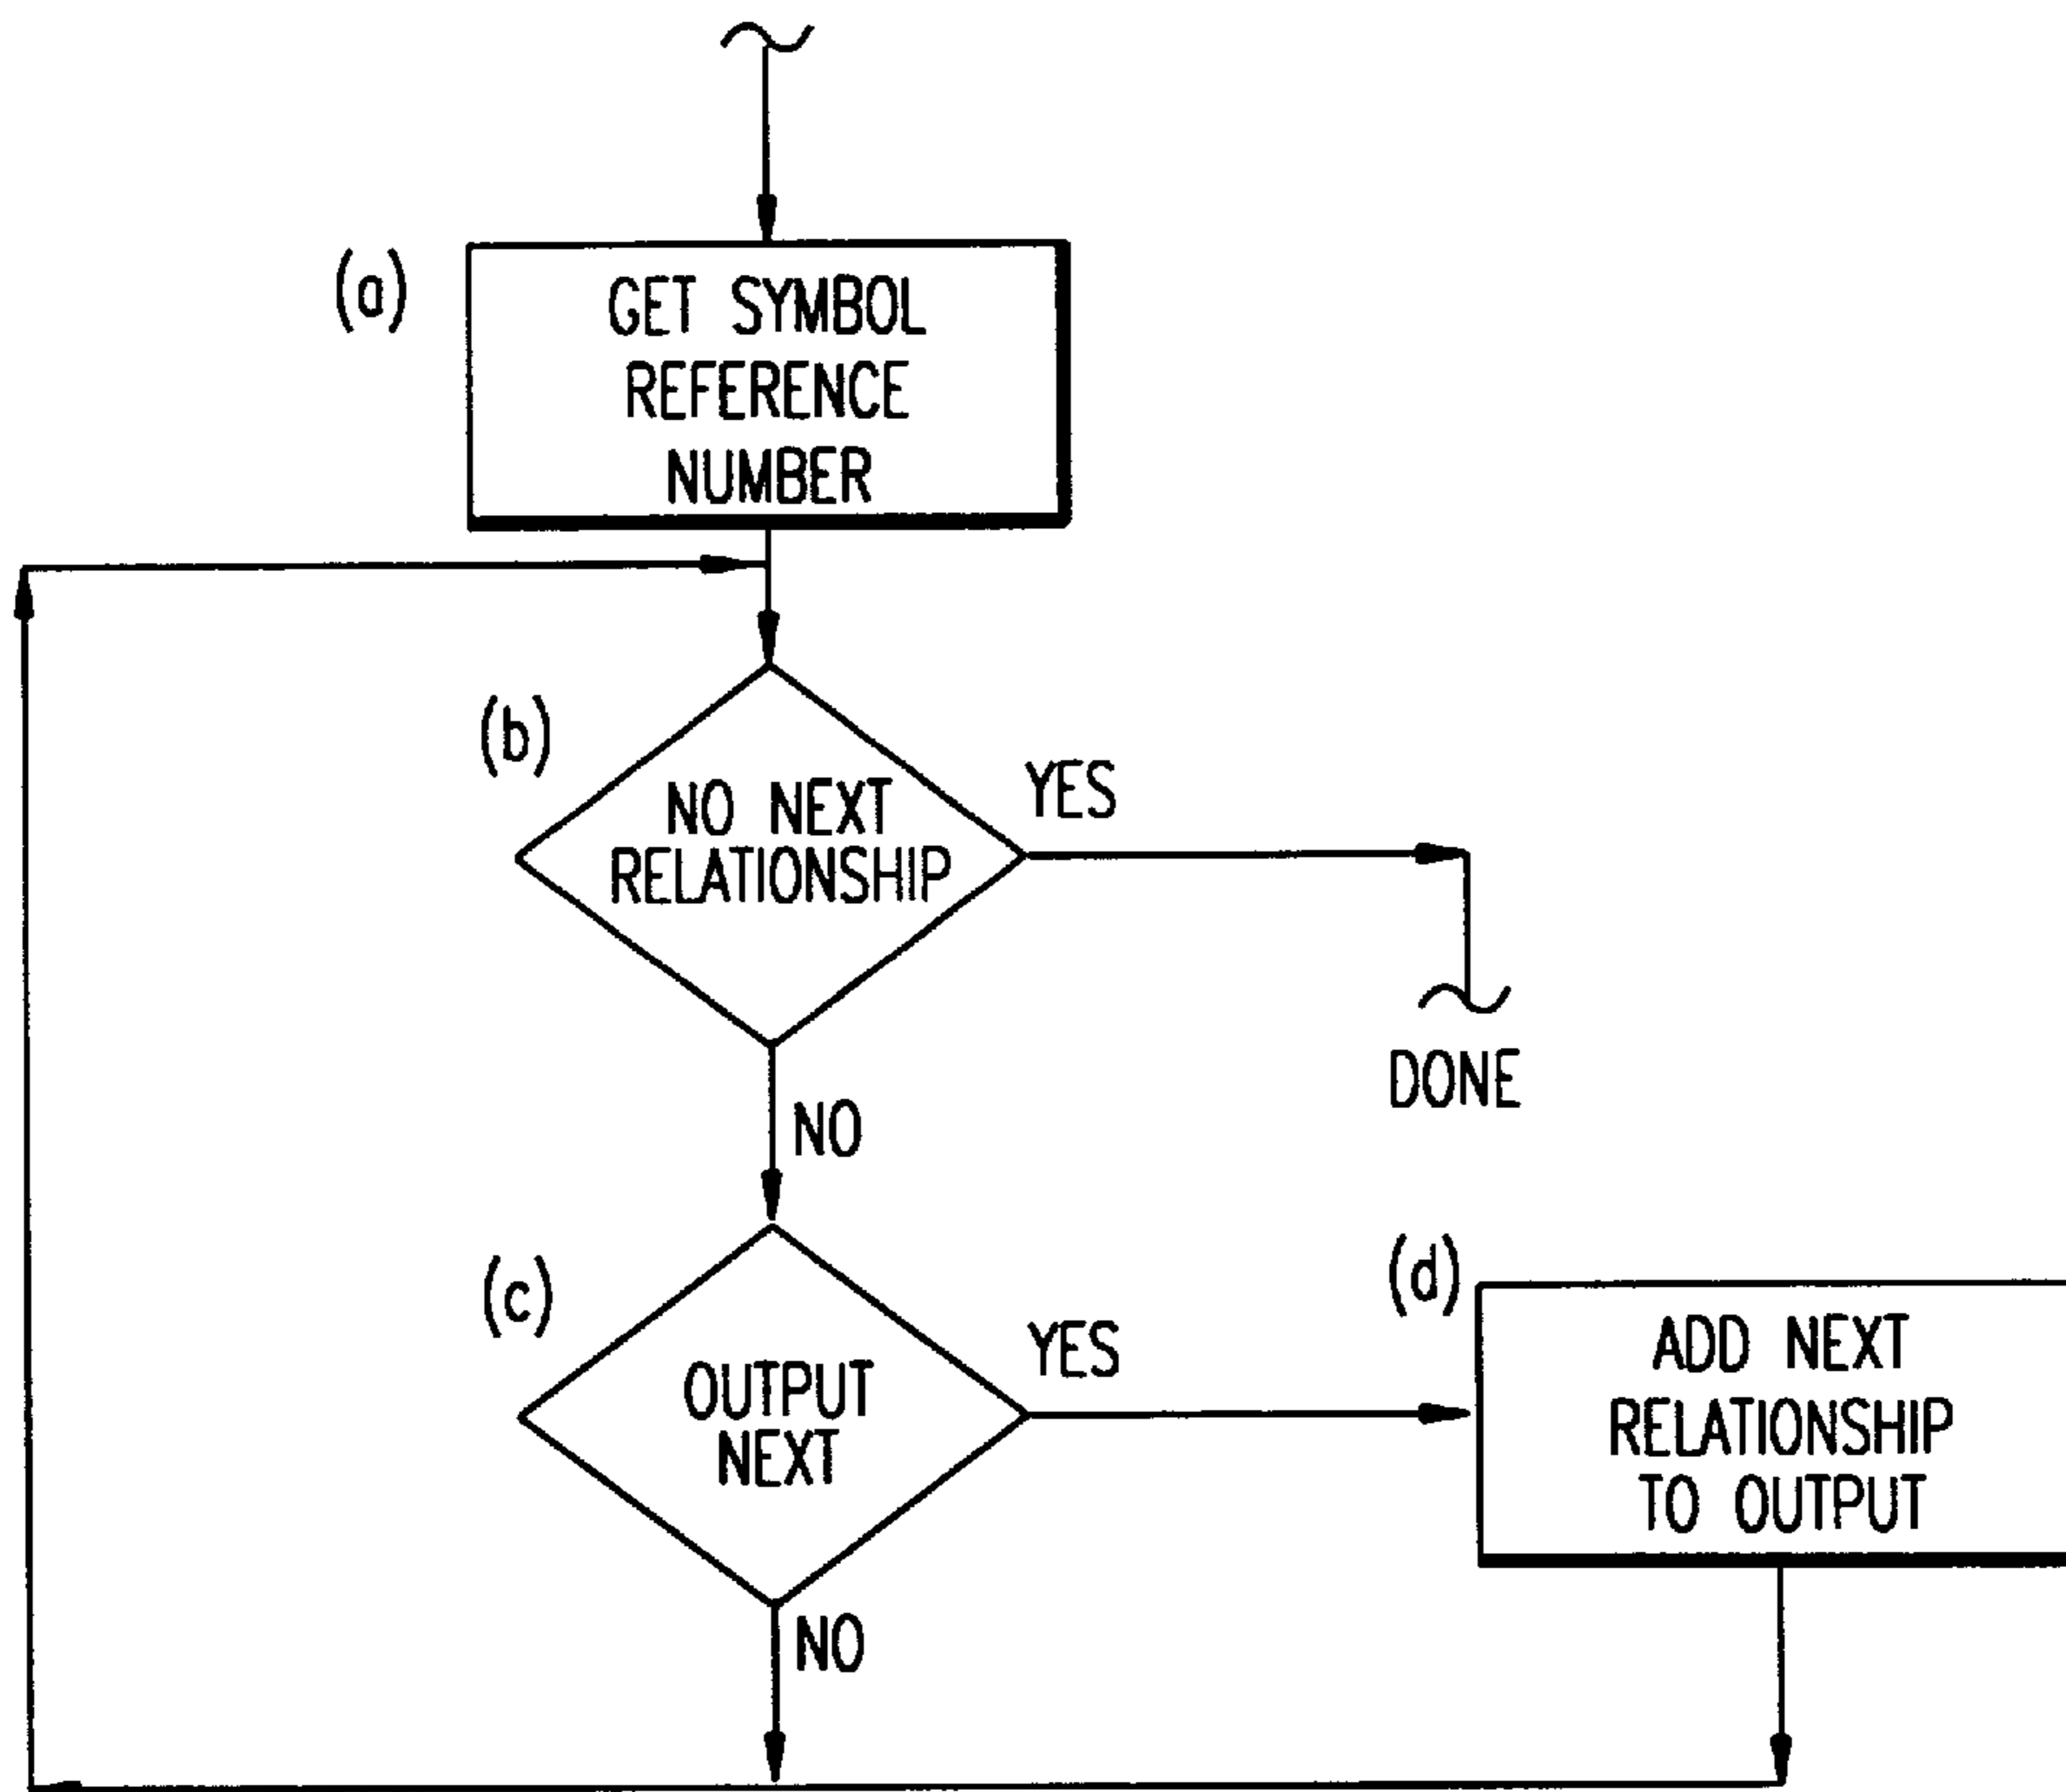 (a)
GET SYMBOL
REFERENCE
NUMBER
(b)
NO NEXT
RELATIONSHIP
YES
DONE
NO
(c)
OUTPUT
NEXT
YES
(d)
ADD NEXT
RELATIONSHIP
TO OUTPUT
NO